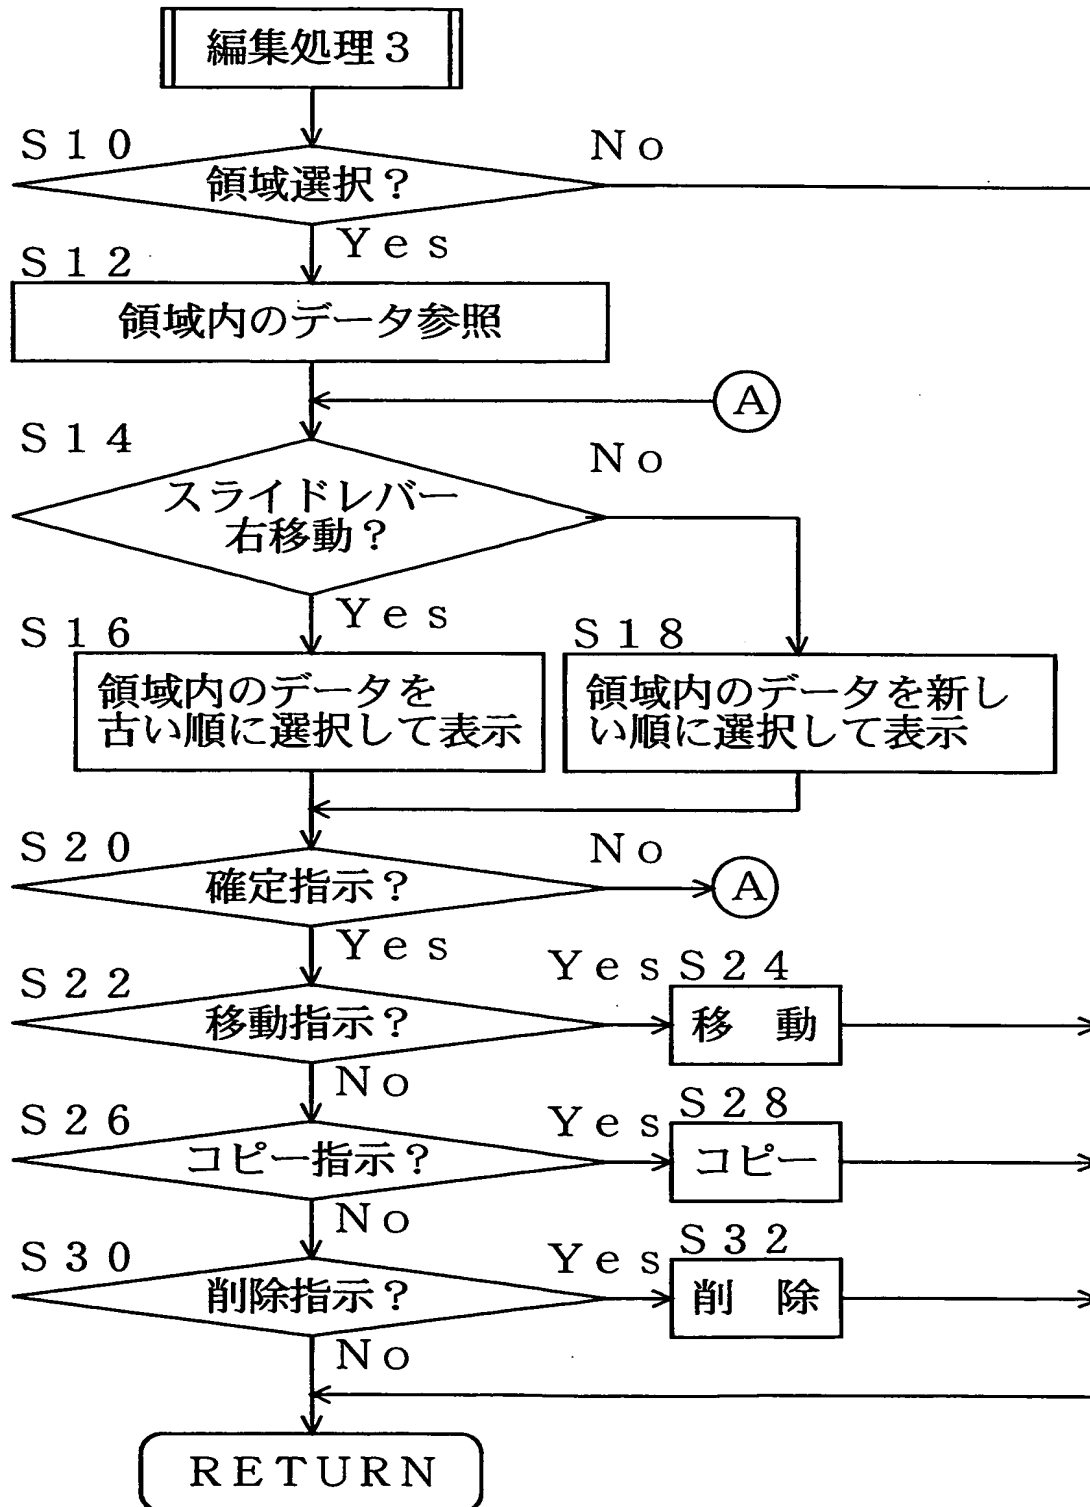 編集処理3
S10
No
領域選択?
Yes
S12
領域内のデータ参照
A
S14
No
スライドレバー
右移動?
Yes
S16
S18
領域内のデータを
古い順に選択して表示
領域内のデータを新し
い順に選択して表示
S20
No
確定指示?
A
Yes
S22
Yes
S24
移動指示?
移 動
No
S26
Yes
S28
コピー指示?
コピー
No
S30
Yes
S32
削除指示?
削 除
No
RETURN